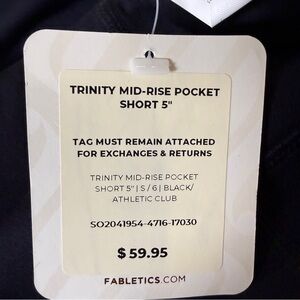 TRINITY MID-RISE POCKET
SHORT 5"
TAG MUST REMAIN ATTACHED
FOR EXCHANGES & RETURNS
TRINITY MID-RISE POCKET
SHORT 5" | S / 6 | BLACK/
ATHLETIC CLUB
SO2041954-4716-17030
$ 59.95
FABLETICS.COM